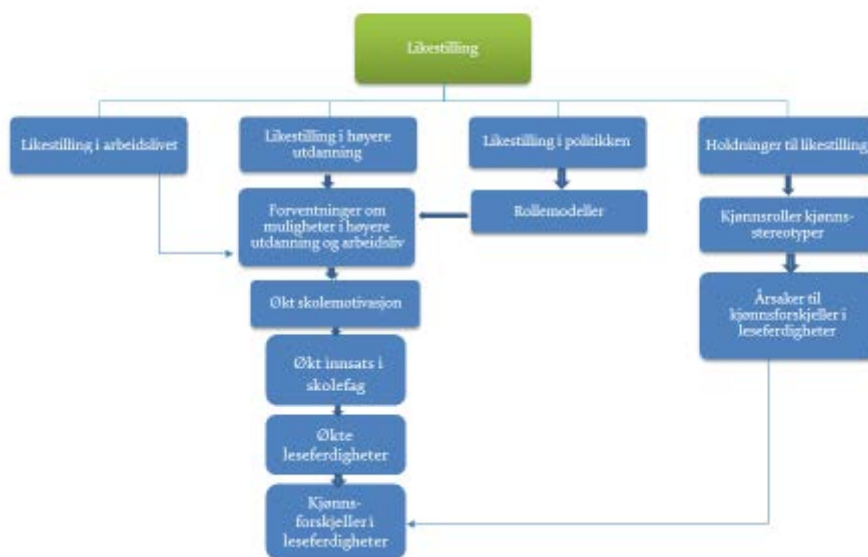 Likestilling
Likestilling i arbeidslivet
Likestilling i høyere
utdanning
Likestilling i politikken
Holdninger til likestilling
Forventninger om
muligheter i høyere
utdanning og arbeidsliv
Rollemodeller
Kjønnsroller kjønns-
stereotyper
Økt skolemotivasjon
Årsaker til
kjønnsforskjeller i
leseferdigheter
Økt innsats i
skolefag
Økte
leseferdigheter
Kjønns-
forskjeller i
leseferdigheter